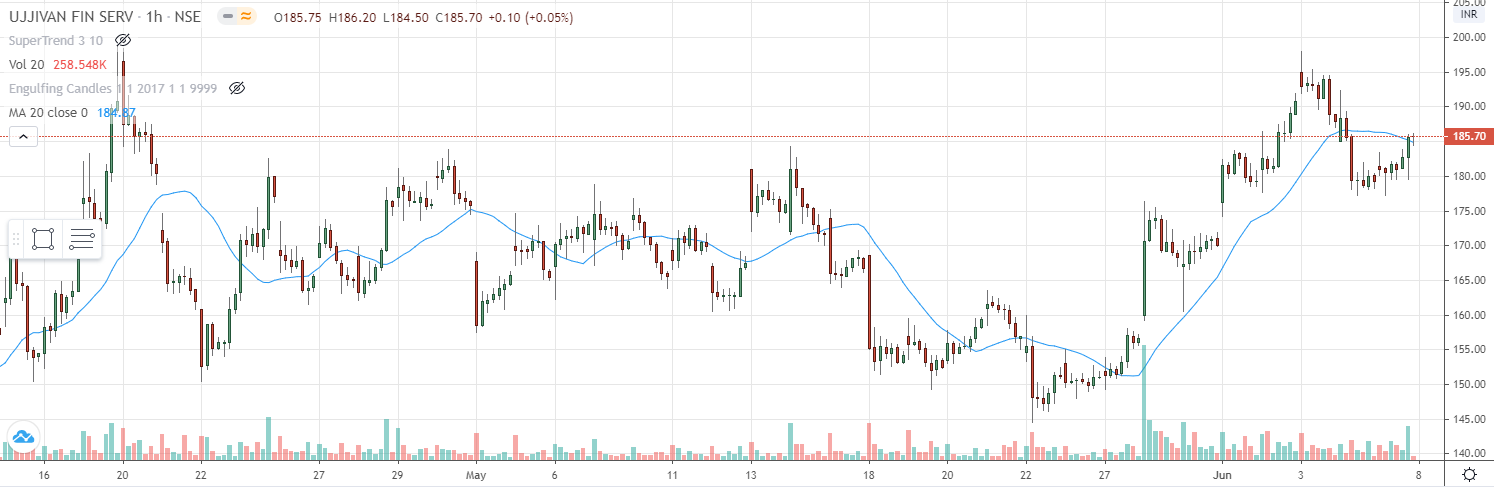 UJJIVAN FIN SERV · 1h · NSE O185.75 H186.20 L184.50 C185.70 +0.10 (+0.05%)
SuperTrend 3 10
Vol 20 258.548K
Engulfing Candles 1 1 2017 1 1 9999
MA 20 close 0 184.87
205.00
INR
200.00
195.00
190.00
185.70
180.00
175.00
170.00
165.00
160.00
155.00
150.00
145.00
140.00
16 20 22 27 29 May 6 11 13 18 20 22 27 Jun 3 8